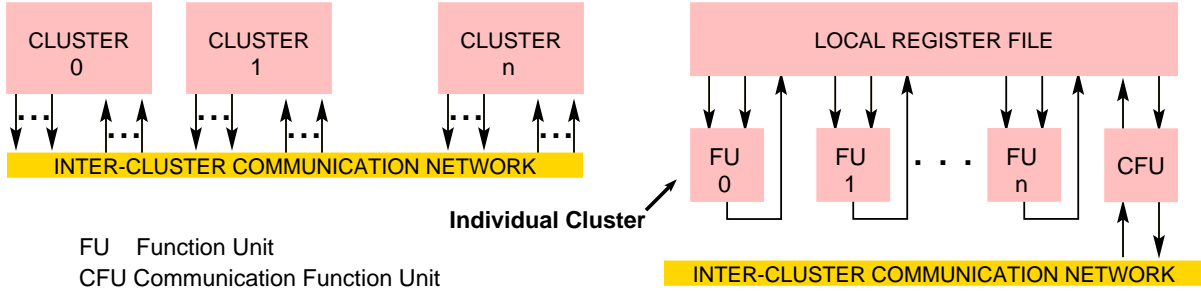 CLUSTER
0
CLUSTER
1
CLUSTER
n
...
...
...
...
...
...
INTER-CLUSTER COMMUNICATION NETWORK
FU Function Unit
CFU Communication Function Unit
LOCAL REGISTER FILE
FU
0
FU
1
. . .
FU
n
CFU
Individual Cluster
INTER-CLUSTER COMMUNICATION NETWORK